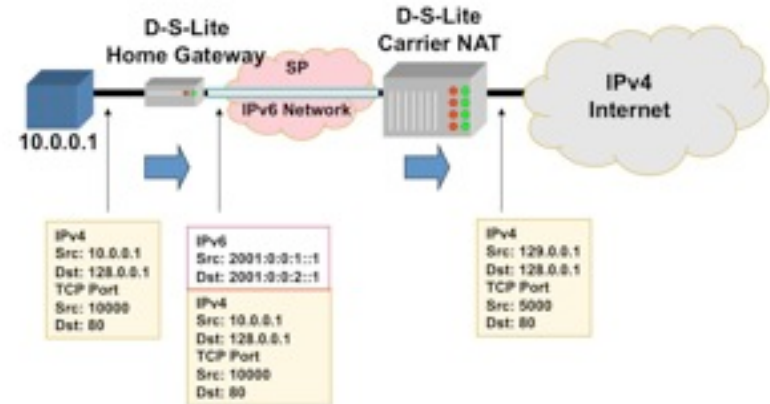 D-S-Lite
Home Gateway
D-S-Lite
Carrier NAT
SP
IPv6 Network
IPv4
Internet
10.0.0.1
IPv4
Src: 10.0.0.1
Dst: 128.0.0.1
TCP Port
Src: 10000
Dst: 80
IPv6
Src: 2001:0:0:1::1
Dst: 2001:0:0:2::1
IPv4
Src: 10.0.0.1
Dst: 128.0.0.1
TCP Port
Src: 10000
Dst: 80
IPv4
Src: 129.0.0.1
Dst: 128.0.0.1
TCP Port
Src: 5000
Dst: 80